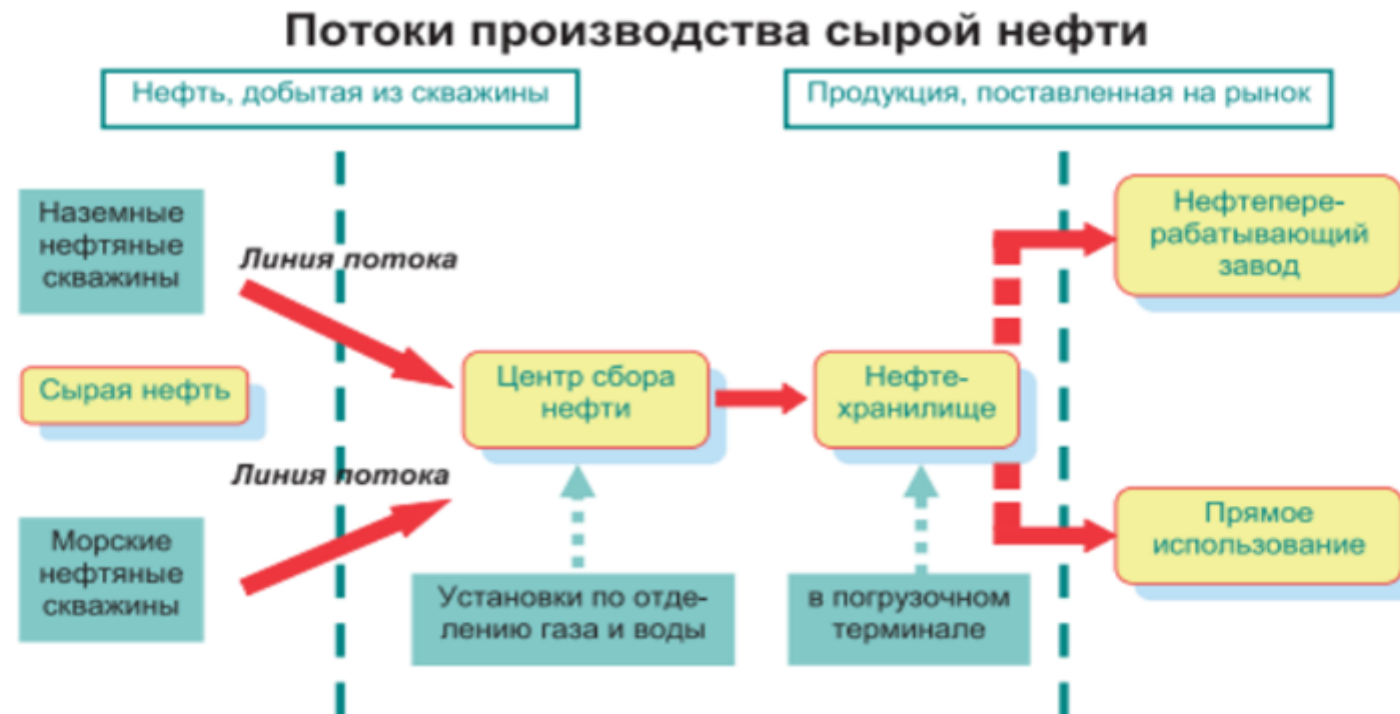 Потоки производства сырой нефти
Нефть, добытая из скважины
Продукция, поставленная на рынок
Наземные
нефтяные
скважины
Линия потока
Нефтепере-
рабатывающий
завод
Сырая нефть
Центр сбора
нефти
Нефте-
хранилище
Линия потока
Морские
нефтяные
скважины
Установки по отде-
лению газа и воды
в погрузочном
терминале
Прямое
использование